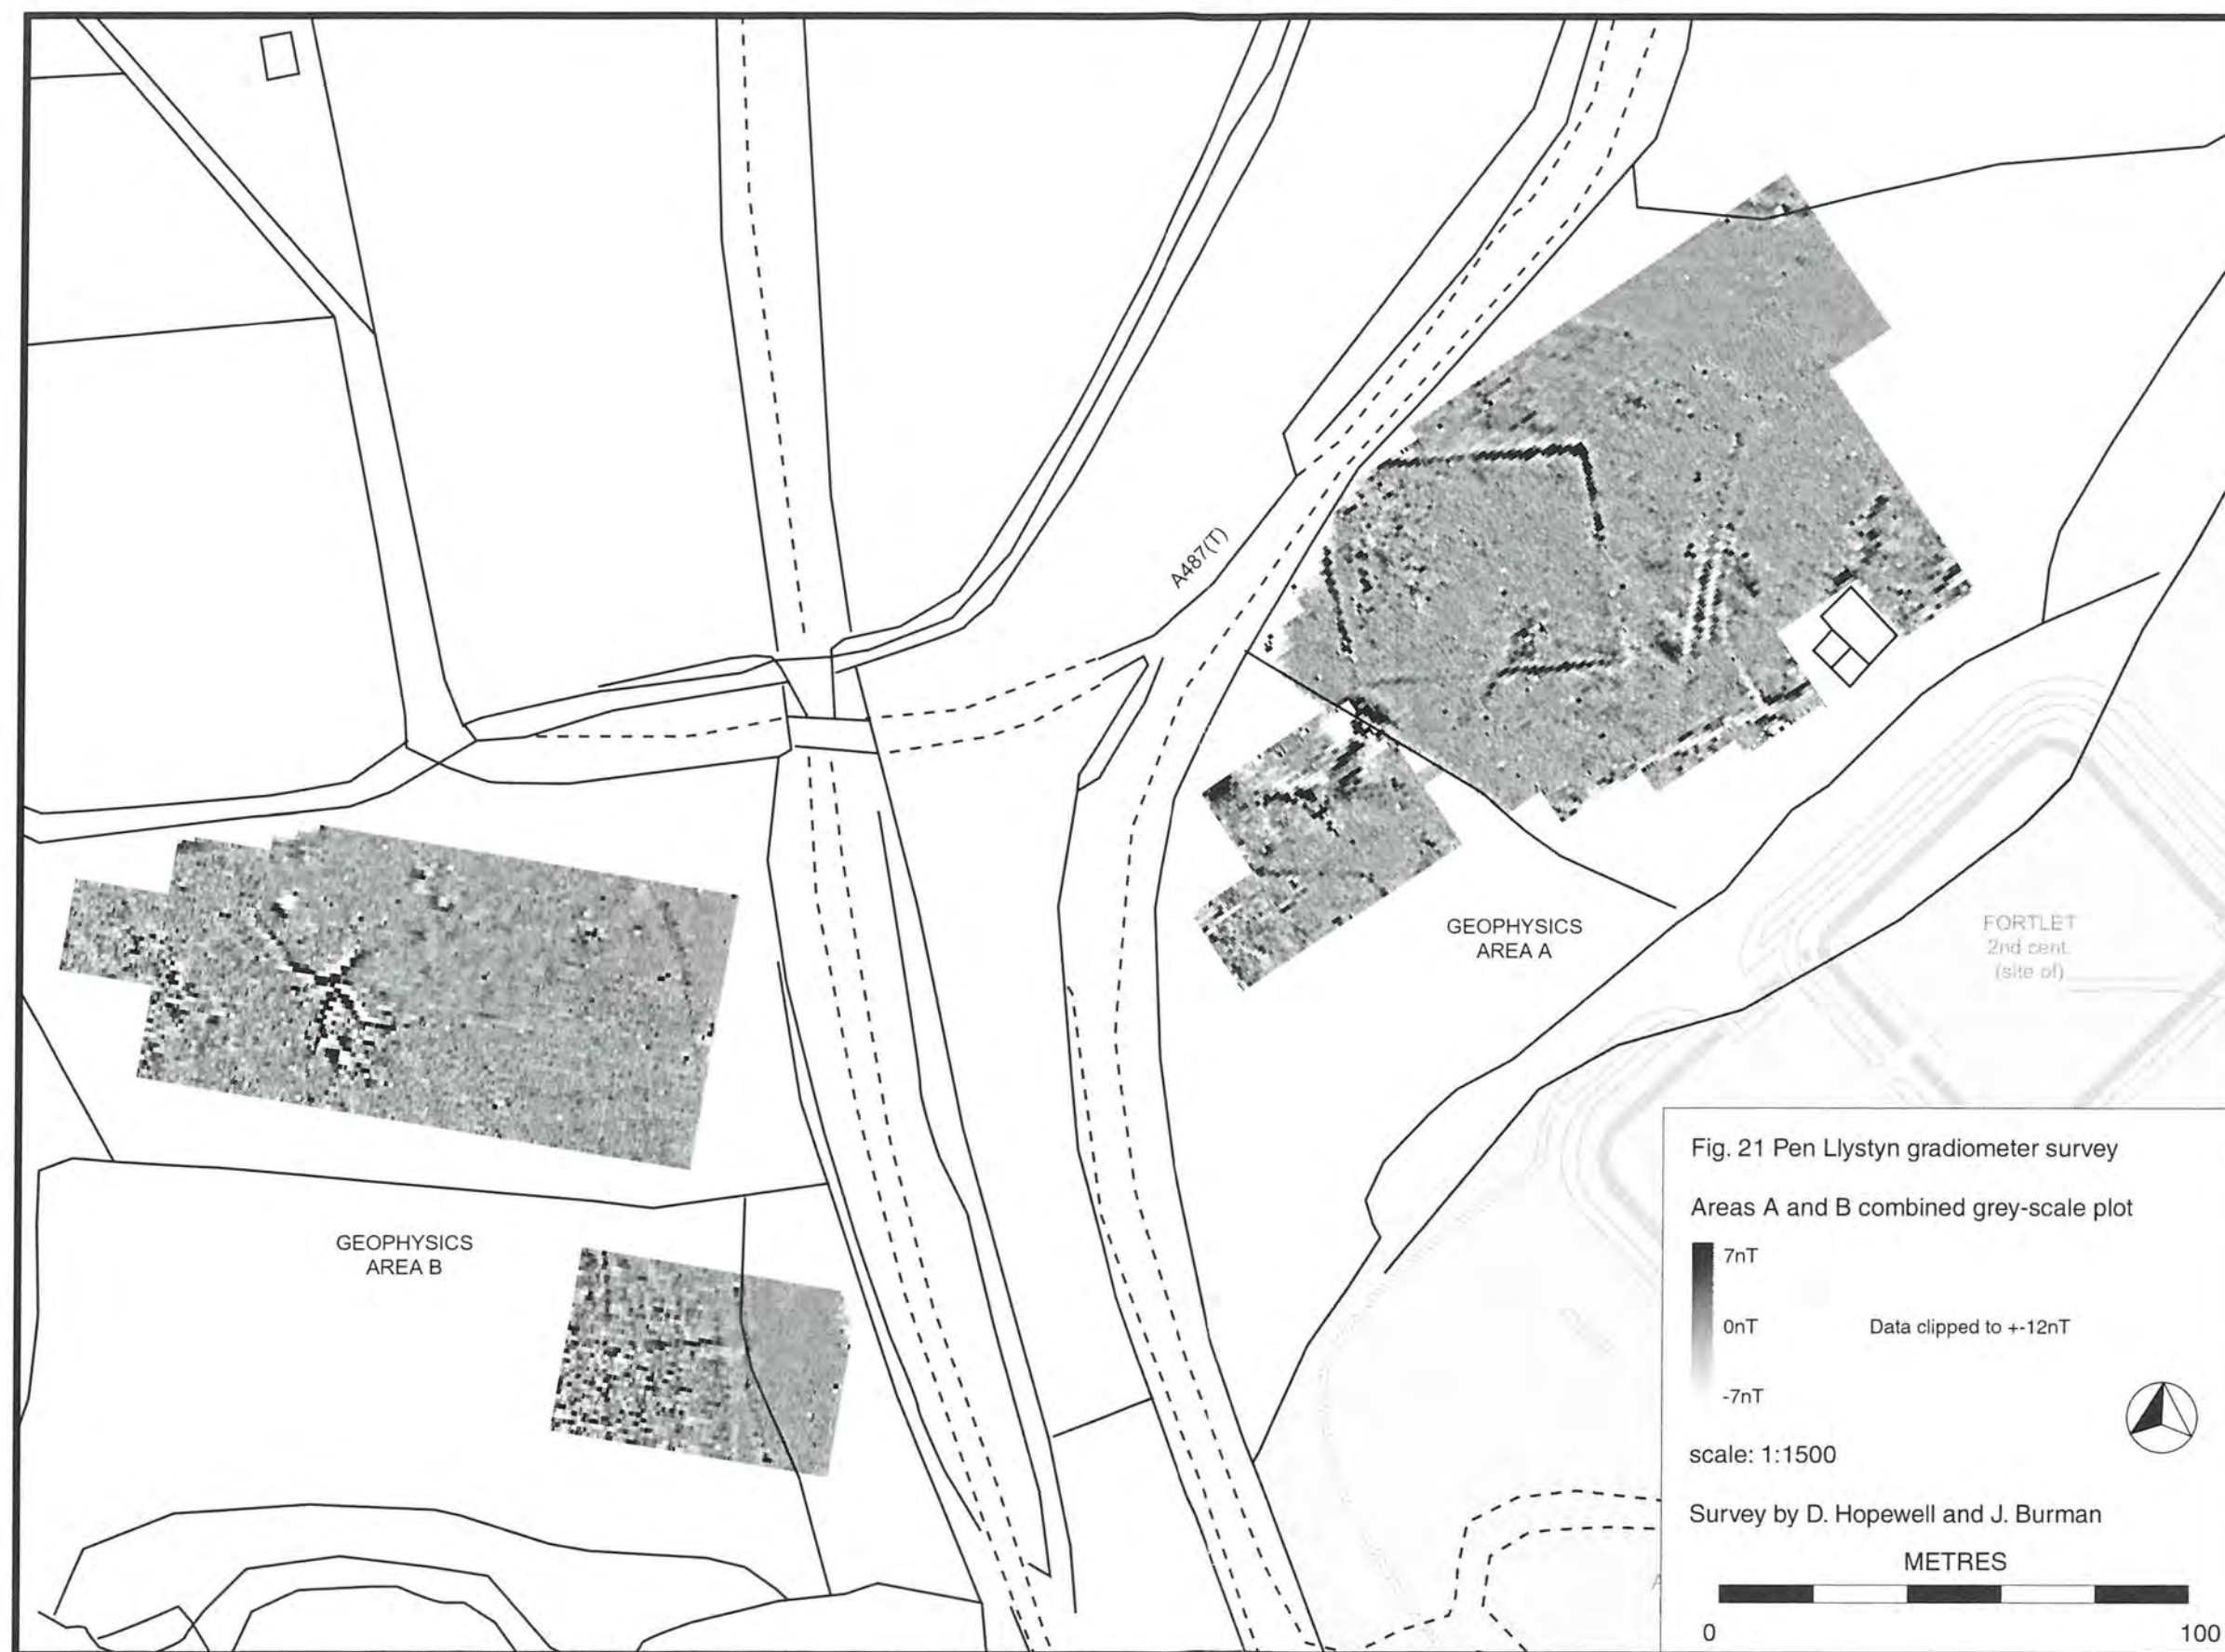 A487(T)
GEOPHYSICS
AREA A
FORTLET
2nd cent.
(site of)
GEOPHYSICS
AREA B
Fig. 21 Pen Llystyn gradiometer survey
Areas A and B combined grey-scale plot
7nT
0nT
Data clipped to +-12nT
-7nT
scale: 1:1500
Survey by D. Hopewell and J. Burman
METRES
0
100